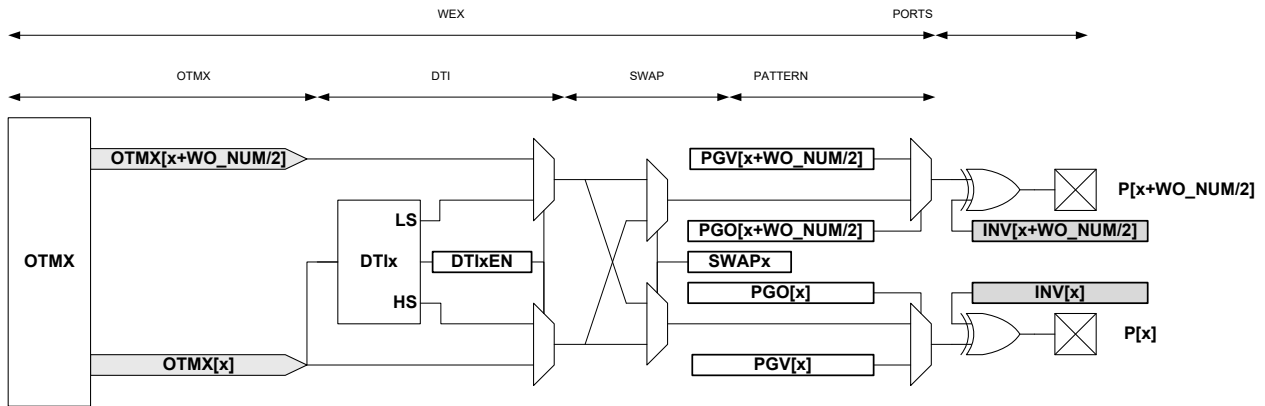 WEX
PORTS
OTMX
DTI
SWAP
PATTERN
OTMX[x+WO_NUM/2]
PGV[x+WO_NUM/2]
P[x+WO_NUM/2]
LS
PGO[x+WO_NUM/2]
INV[x+WO_NUM/2]
OTMX
DTIx
DTIxEN
SWAPx
HS
PGO[x]
INV[x]
P[x]
OTMX[x]
PGV[x]